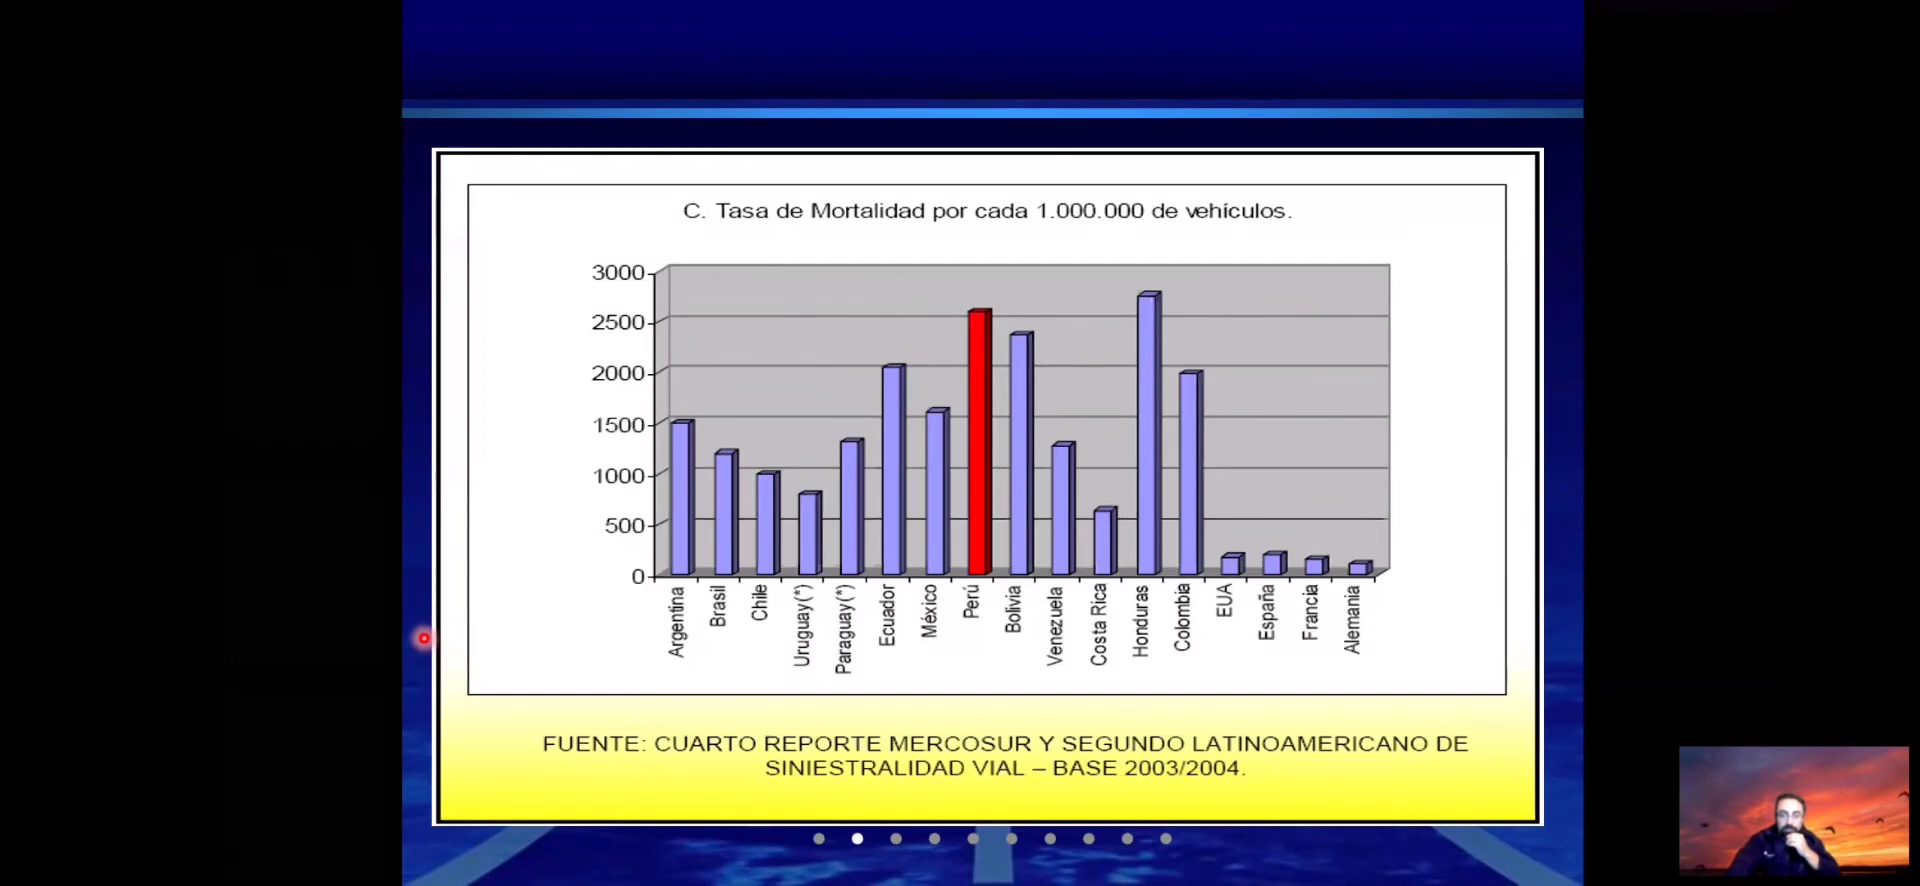 C. Tasa de Mortalidad por cada 1.000.000 de vehículos.
3000
2500
2000
1500
1000
500
0
Argentina
Brasil
Chile
Uruguay(*)
Paraguay(*)
Ecuador
México
Perú
Bolivia
Venezuela
Costa Rica
Honduras
Colombia
EUA
España
Francia
Alemania
FUENTE: CUARTO REPORTE MERCOSUR Y SEGUNDO LATINOAMERICANO DE
SINIESTRALIDAD VIAL – BASE 2003/2004.